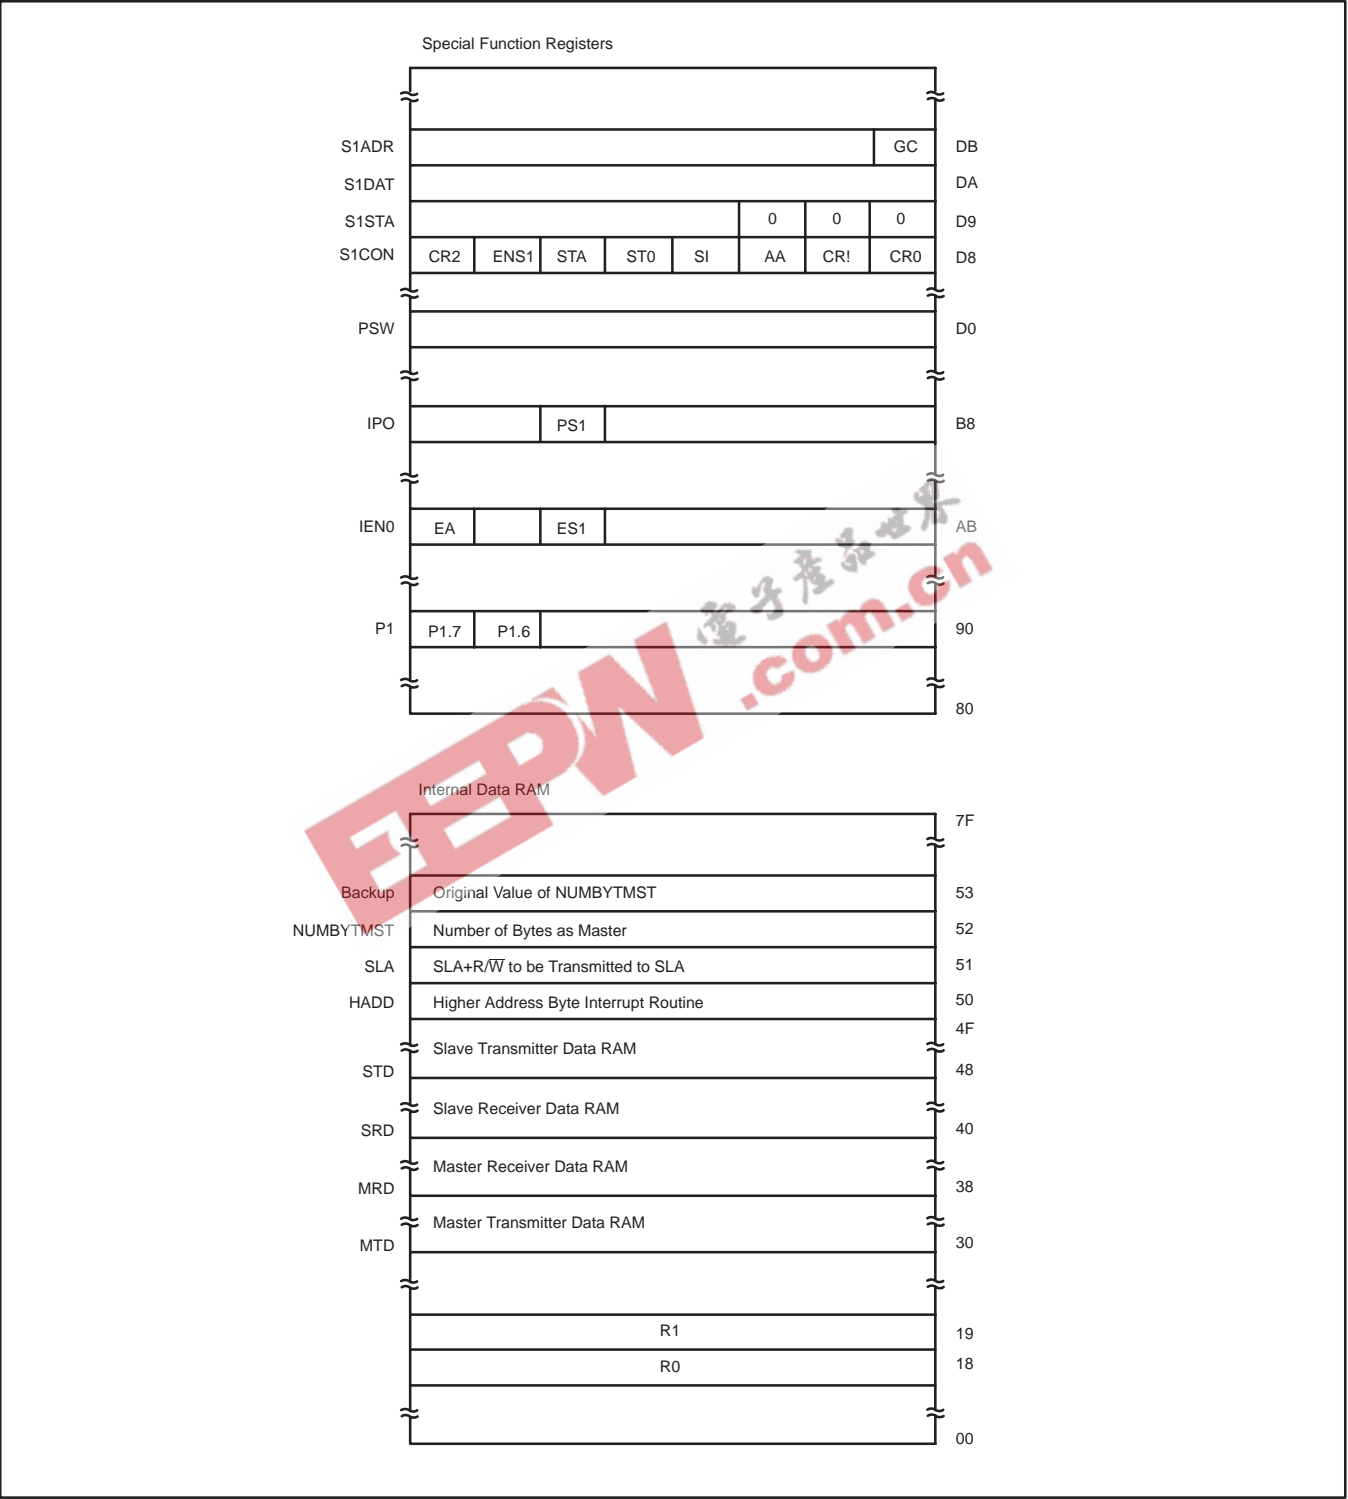 Special Function Registers
S1ADR GC DB
S1DAT DA
S1STA 0 0 0 D9
S1CON CR2 ENS1 STA ST0 SI AA CR! CR0 D8
PSW D0
IPO PS1 B8
IEN0 EA ES1 AB
P1 P1.7 P1.6 90
80
電子產品世界
EEPW .com.cn
Internal Data RAM
7F
Backup Original Value of NUMBYTMST 53
NUMBYTMST Number of Bytes as Master 52
SLA SLA+R/W̅ to be Transmitted to SLA 51
HADD Higher Address Byte Interrupt Routine 50
4F
Slave Transmitter Data RAM
STD 48
Slave Receiver Data RAM
SRD 40
Master Receiver Data RAM
MRD 38
Master Transmitter Data RAM
MTD 30
R1 19
R0 18
00